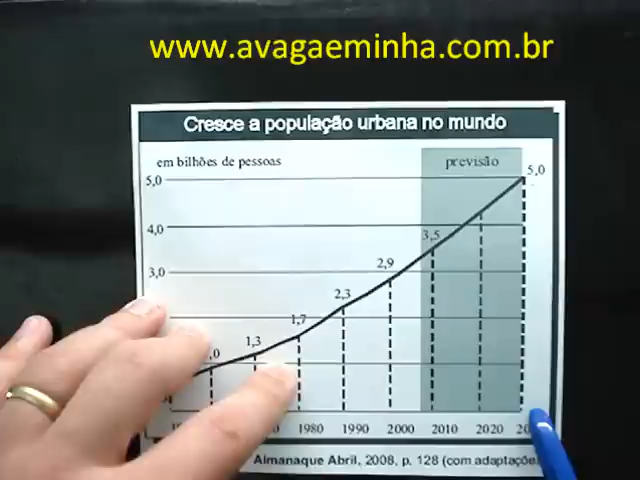 www.avagaeminha.com.br
Cresce a população urbana no mundo
em bilhões de pessoas
previsão
5,0
5,0
4,0
3,5
3,0
2,9
2,3
1,7
1,3
1980 1990 2000 2010 2020
Almanaque Abril, 2008, p. 128 (com